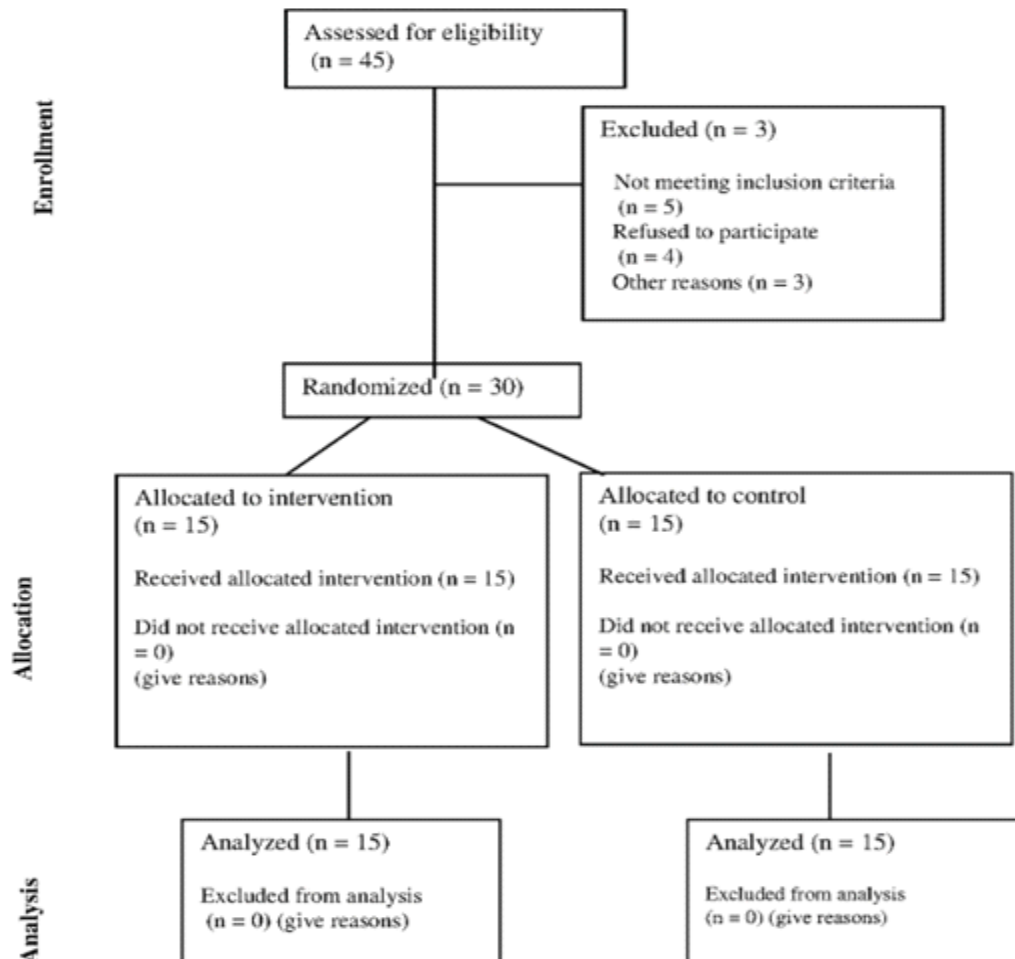 Assessed for eligibility
(n = 45)
Enrollment
Excluded (n = 3)
Not meeting inclusion criteria
(n = 5)
Refused to participate
(n = 4)
Other reasons (n = 3)
Randomized (n = 30)
Allocation
Allocated to intervention
(n = 15)
Received allocated intervention (n = 15)
Did not receive allocated intervention (n
= 0)
(give reasons)
Allocated to control
(n = 15)
Received allocated intervention (n = 15)
Did not receive allocated intervention (n
= 0)
(give reasons)
Analysis
Analyzed (n = 15)
Excluded from analysis
(n = 0) (give reasons)
Analyzed (n = 15)
Excluded from analysis
(n = 0) (give reasons)